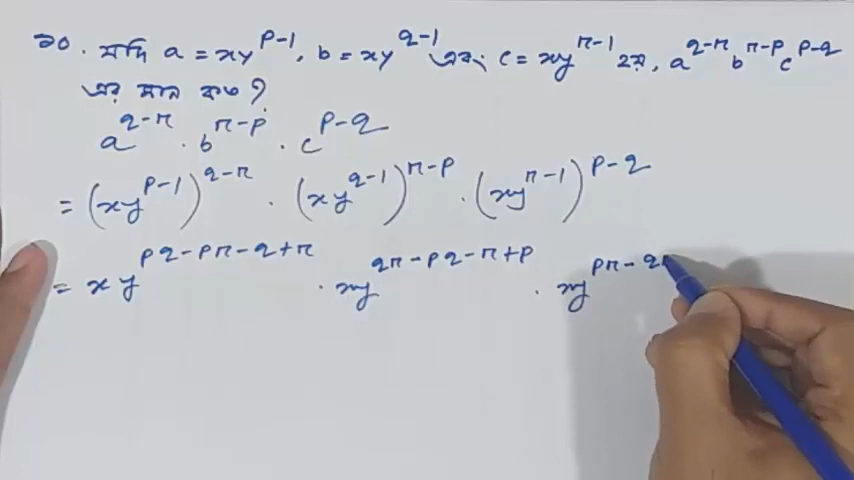 ২০. যদি a = xy^{p-1}, b = xy^{q-1} এবং c = xy^{r-1} হয়, a^{q-r} b^{r-p} c^{p-q}
এর মান কত?
a^{q-r} . b^{r-p} . c^{p-q}
= (xy^{p-1})^{q-r} . (xy^{q-1})^{r-p} . (xy^{r-1})^{p-q}
= xy^{pq-pr-q+r} . xy^{qr-pq-r+p} . xy^{pr-qr